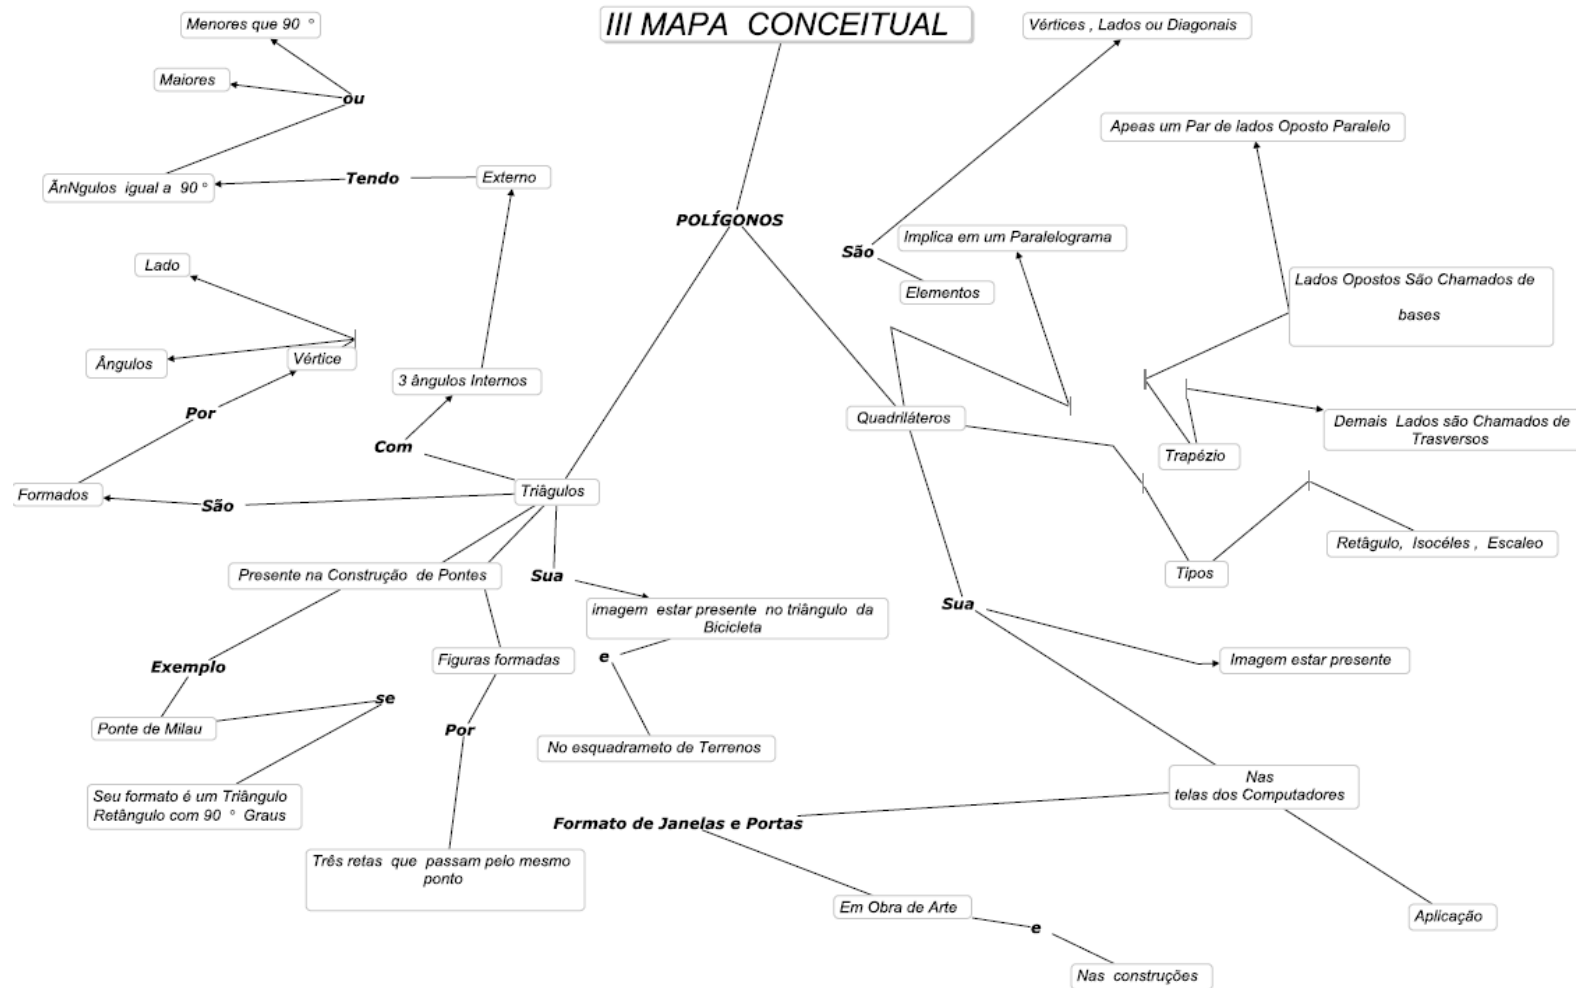 III MAPA CONCEITUAL
Menores que 90 °
Vértices , Lados ou Diagonais
Maiores
ou
Apeas um Par de lados Oposto Paralelo
ÃnNgulos igual a 90 °
Tendo
Externo
POLÍGONOS
São
Implica em um Paralelograma
Lado
Elementos
Lados Opostos São Chamados de
bases
Ângulos
Vértice
3 ângulos Internos
Por
Quadriláteros
Demais Lados são Chamados de
Trasversos
Com
Trapézio
Formados
São
Triâgulos
Retâgulo, Isocéles , Escaleo
Presente na Construção de Pontes
Sua
Tipos
imagem estar presente no triângulo da
Bicicleta
Sua
Exemplo
Figuras formadas
e
Imagem estar presente
se
Ponte de Milau
Por
No esquadrameto de Terrenos
Nas
telas dos Computadores
Seu formato é um Triângulo
Retângulo com 90 ° Graus
Formato de Janelas e Portas
Três retas que passam pelo mesmo
ponto
Em Obra de Arte
Aplicação
e
Nas construções